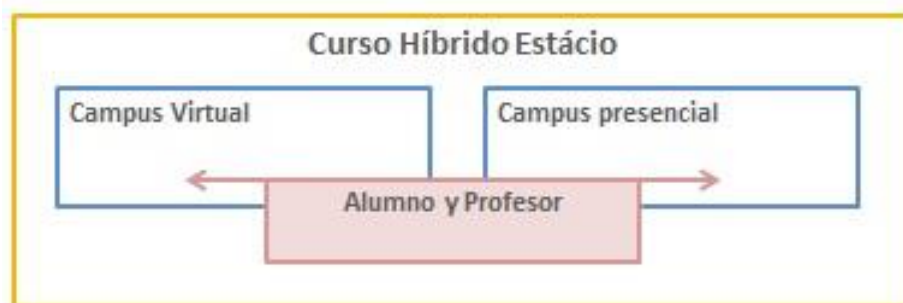 Curso Híbrido Estácio
Campus Virtual
Campus presencial
Alumno y Profesor